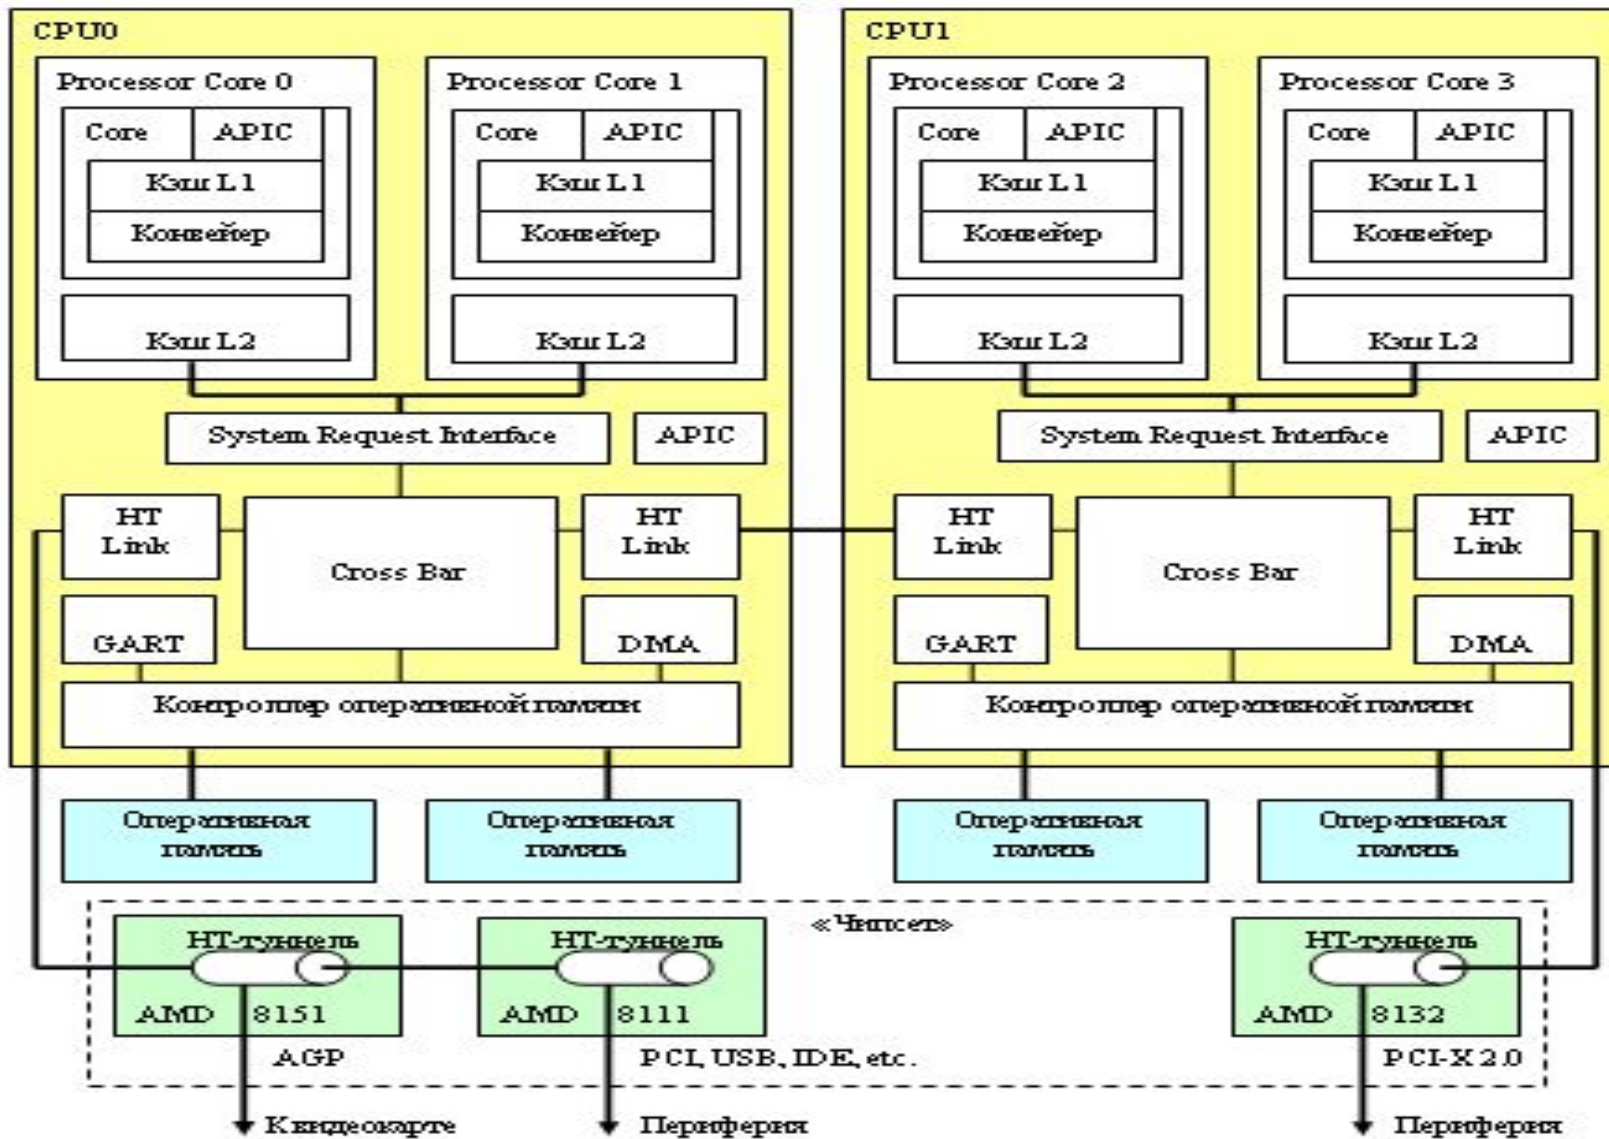 CPU0
CPU1
Processor Core 0
Processor Core 1
Processor Core 2
Processor Core 3
Core
APIC
Core
APIC
Core
APIC
Core
APIC
Кэш L1
Кэш L1
Кэш L1
Кэш L1
Конвейер
Конвейер
Конвейер
Конвейер
Кэш L2
Кэш L2
Кэш L2
Кэш L2
System Request Interface
APIC
System Request Interface
APIC
HT
Link
Cross Bar
HT
Link
HT
Link
Cross Bar
HT
Link
GART
DMA
GART
DMA
Контроллер оперативной памяти
Контроллер оперативной памяти
Оперативная
память
Оперативная
память
Оперативная
память
Оперативная
память
«Чипсет»
HT-туннель
HT-туннель
HT-туннель
AMD 8151
AMD 8111
AMD 8132
AGP
PCI, USB, IDE, etc.
PCI-X 2.0
К видеокарте
Периферия
Периферия